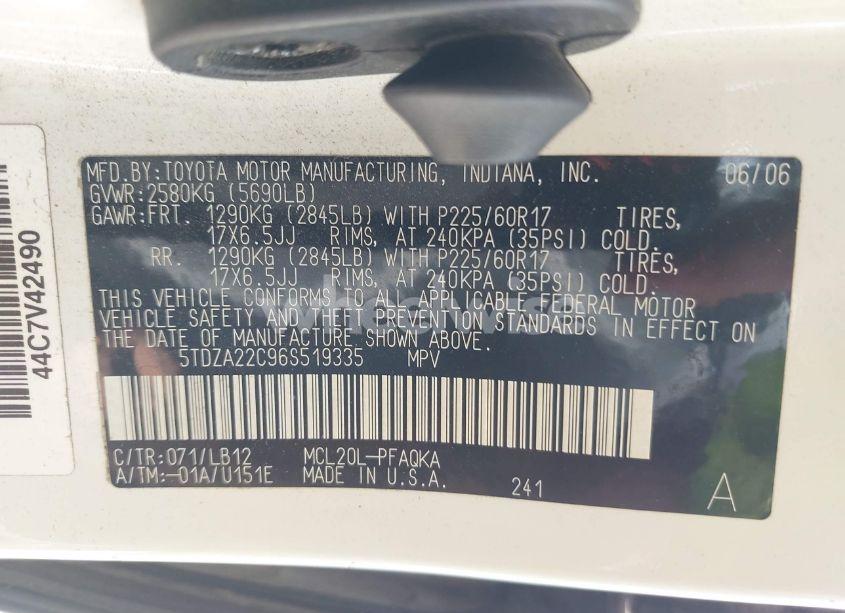 MFD.BY:TOYOTA MOTOR MANUFACTURING, INDIANA, INC. 06/06
GVWR:2580KG (5690LB)
GAWR:FRT. 1290KG (2845LB) WITH P225/60R17 TIRES,
17X6.5JJ RIMS, AT 240KPA (35PSI) COLD.
RR. 1290KG (2845LB) WITH P225/60R17 TIRES,
17X6.5JJ RIMS, AT 240KPA (35PSI) COLD.
THIS VEHICLE CONFORMS TO ALL APPLICABLE FEDERAL MOTOR
VEHICLE SAFETY AND THEFT PREVENTION STANDARDS IN EFFECT ON
THE DATE OF MANUFACTURE SHOWN ABOVE.
5TDZA22C96S519335 MPV
C/TR:071/LB12 MCL20L-PFAQKA
A/TM:-01A/U151E MADE IN U.S.A.
241 A
44C7V42490